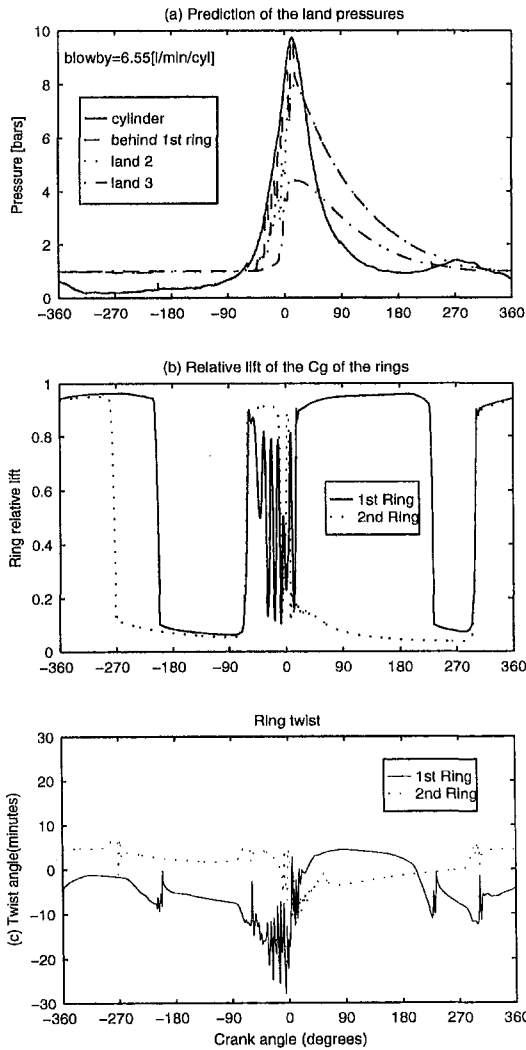 (a) Prediction of the land pressures
blowby=6.55[l/min/cyl]
cylinder
behind 1st ring
land 2
land 3
Pressure [bars]
10
8
6
4
2
0
-360 -270 -180 -90 0 90 180 270 360
(b) Relative lift of the Cg of the rings
1st Ring
2nd Ring
Ring relative lift
1
0.8
0.6
0.4
0.2
0
-360 -270 -180 -90 0 90 180 270 360
Ring twist
1st Ring
2nd Ring
(c) Twist angle(minutes)
30
20
10
0
-10
-20
-30
-360 -270 -180 -90 0 90 180 270 360
Crank angle (degrees)